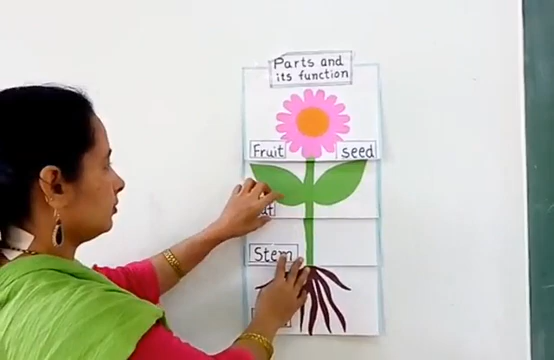 Parts and
its function
Fruit seed
Stem